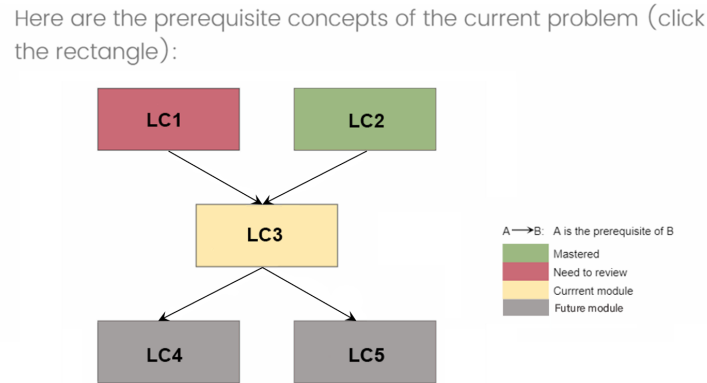 Here are the prerequisite concepts of the current problem (click
the rectangle):
LC1
LC2
LC3
A B: A is the prerequisite of B
Mastered
Need to review
Currrent module
Future module
LC4
LC5